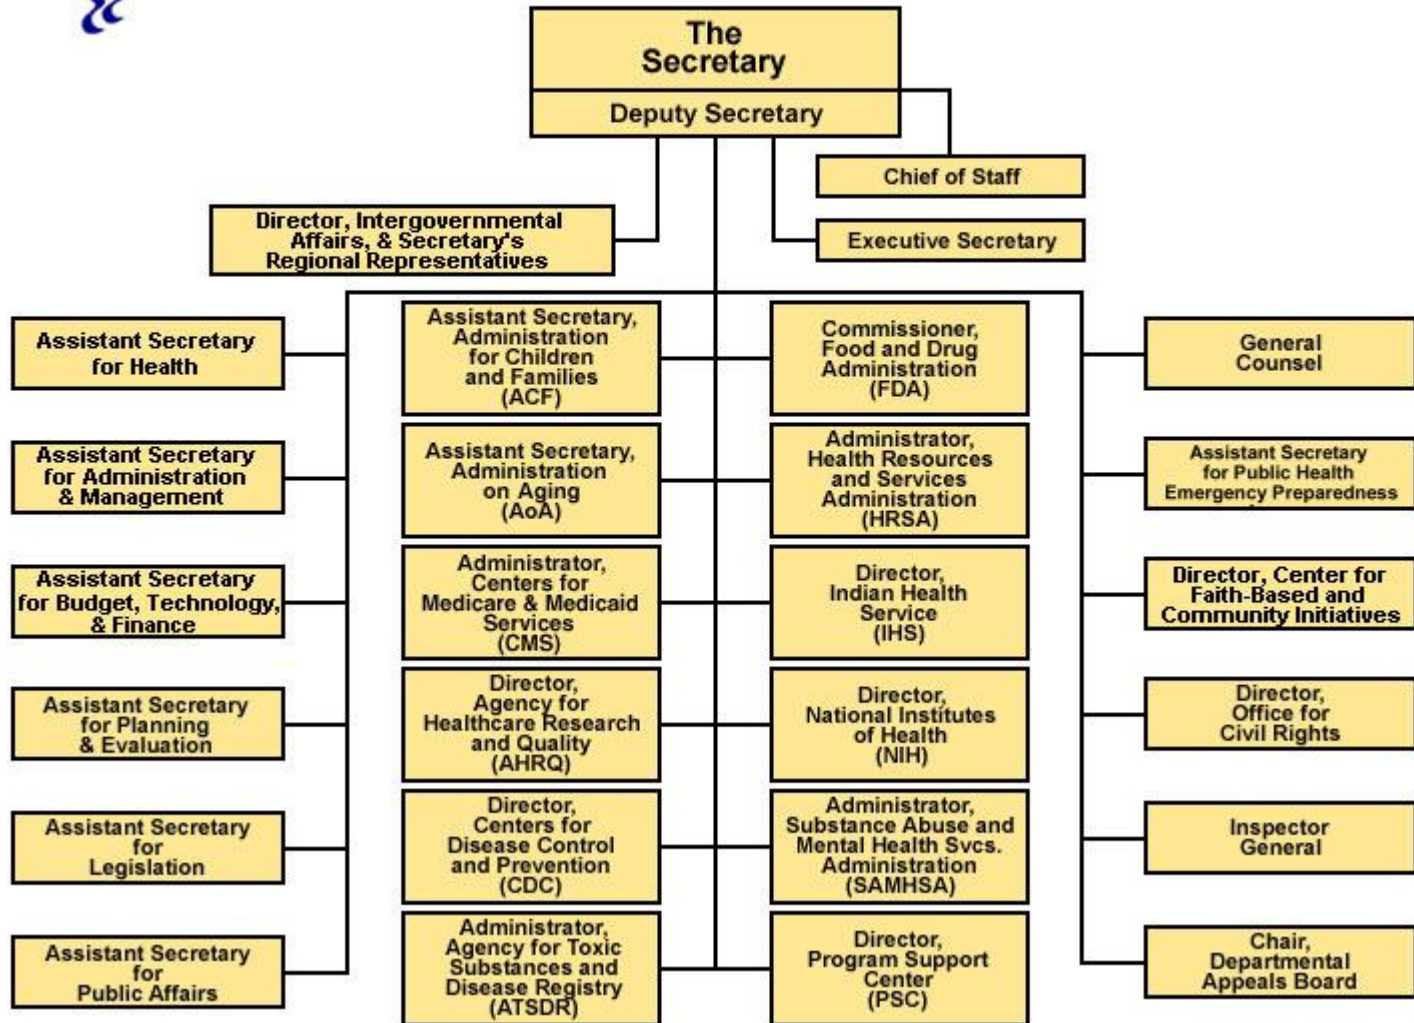 The
Secretary
Deputy Secretary
Chief of Staff
Director, Intergovernmental
Affairs, & Secretary's
Regional Representatives
Executive Secretary
Assistant Secretary
for Health
Assistant Secretary,
Administration
for Children
and Families
(ACF)
Commissioner,
Food and Drug
Administration
(FDA)
General
Counsel
Assistant Secretary
for Administration
& Management
Assistant Secretary,
Administration
on Aging
(AoA)
Administrator,
Health Resources
and Services
Administration
(HRSA)
Assistant Secretary
for Public Health
Emergency Preparedness
Assistant Secretary
for Budget, Technology,
& Finance
Administrator,
Centers for
Medicare & Medicaid
Services
(CMS)
Director,
Indian Health
Service
(IHS)
Director, Center for
Faith-Based and
Community Initiatives
Assistant Secretary
for Planning
& Evaluation
Director,
Agency for
Healthcare Research
and Quality
(AHRQ)
Director,
National Institutes
of Health
(NIH)
Director,
Office for
Civil Rights
Assistant Secretary
for
Legislation
Director,
Centers for
Disease Control
and Prevention
(CDC)
Administrator,
Substance Abuse and
Mental Health Svcs.
Administration
(SAMHSA)
Inspector
General
Assistant Secretary
for
Public Affairs
Administrator,
Agency for Toxic
Substances and
Disease Registry
(ATSDR)
Director,
Program Support
Center
(PSC)
Chair,
Departmental
Appeals Board